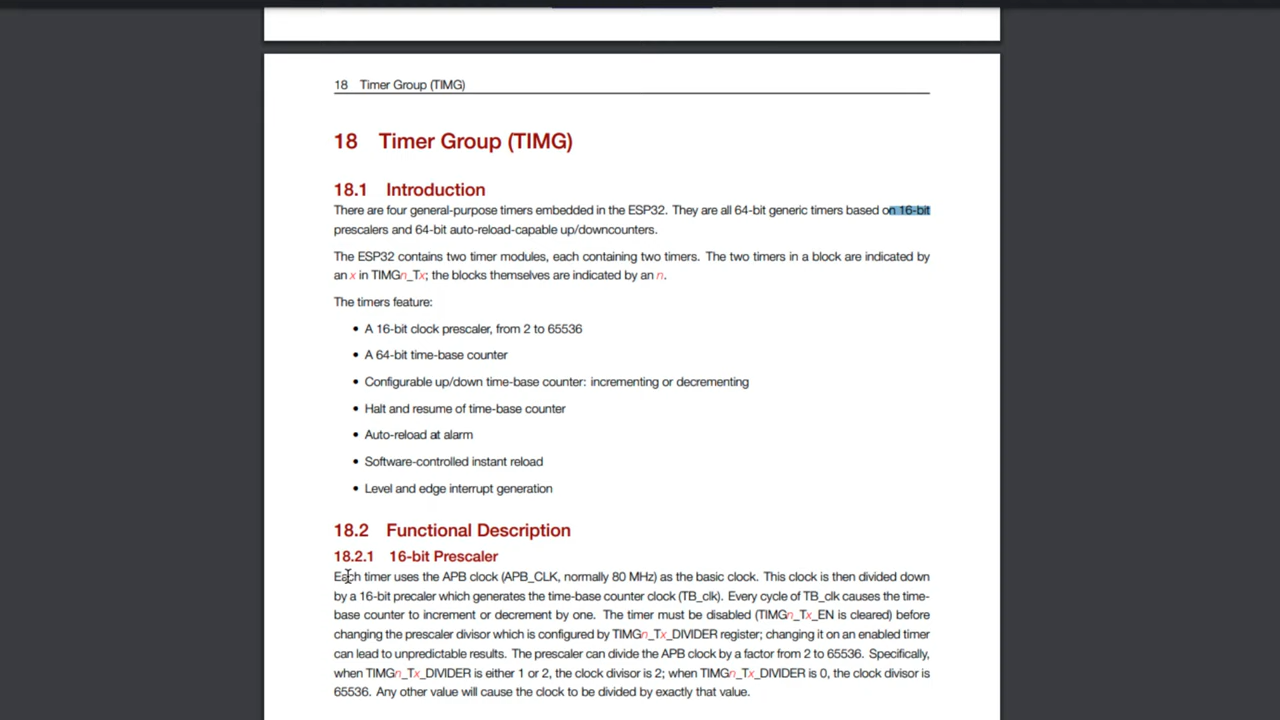 18 Timer Group (TIMG)
18 Timer Group (TIMG)
18.1 Introduction
There are four general-purpose timers embedded in the ESP32. They are all 64-bit generic timers based on 16-bit
prescalers and 64-bit auto-reload-capable up/downcounters.
The ESP32 contains two timer modules, each containing two timers. The two timers in a block are indicated by
an x in TIMGn_Tx; the blocks themselves are indicated by an n.
The timers feature:
• A 16-bit clock prescaler, from 2 to 65536
• A 64-bit time-base counter
• Configurable up/down time-base counter: incrementing or decrementing
• Halt and resume of time-base counter
• Auto-reload at alarm
• Software-controlled instant reload
• Level and edge interrupt generation
18.2 Functional Description
18.2.1 16-bit Prescaler
Each timer uses the APB clock (APB_CLK, normally 80 MHz) as the basic clock. This clock is then divided down
by a 16-bit precaler which generates the time-base counter clock (TB_clk). Every cycle of TB_clk causes the time-
base counter to increment or decrement by one. The timer must be disabled (TIMGn_Tx_EN is cleared) before
changing the prescaler divisor which is configured by TIMGn_Tx_DIVIDER register; changing it on an enabled timer
can lead to unpredictable results. The prescaler can divide the APB clock by a factor from 2 to 65536. Specifically,
when TIMGn_Tx_DIVIDER is either 1 or 2, the clock divisor is 2; when TIMGn_Tx_DIVIDER is 0, the clock divisor is
65536. Any other value will cause the clock to be divided by exactly that value.